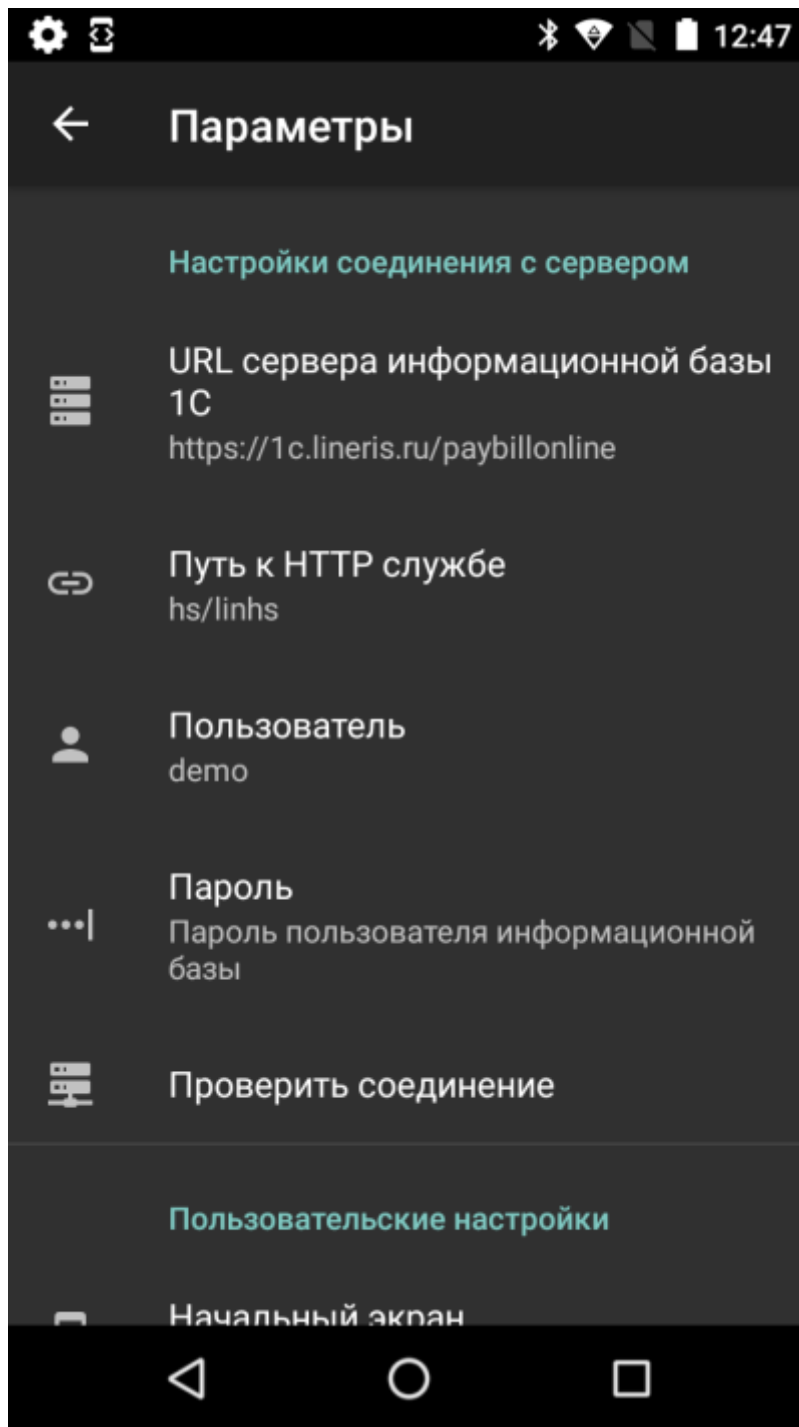 12:47
Параметры
Настройки соединения с сервером
URL сервера информационной базы
1С
https://1c.lineris.ru/paybillonline
Путь к HTTP службе
hs/linhs
Пользователь
demo
Пароль
Пароль пользователя информационной
базы
Проверить соединение
Пользовательские настройки
Начальный экран